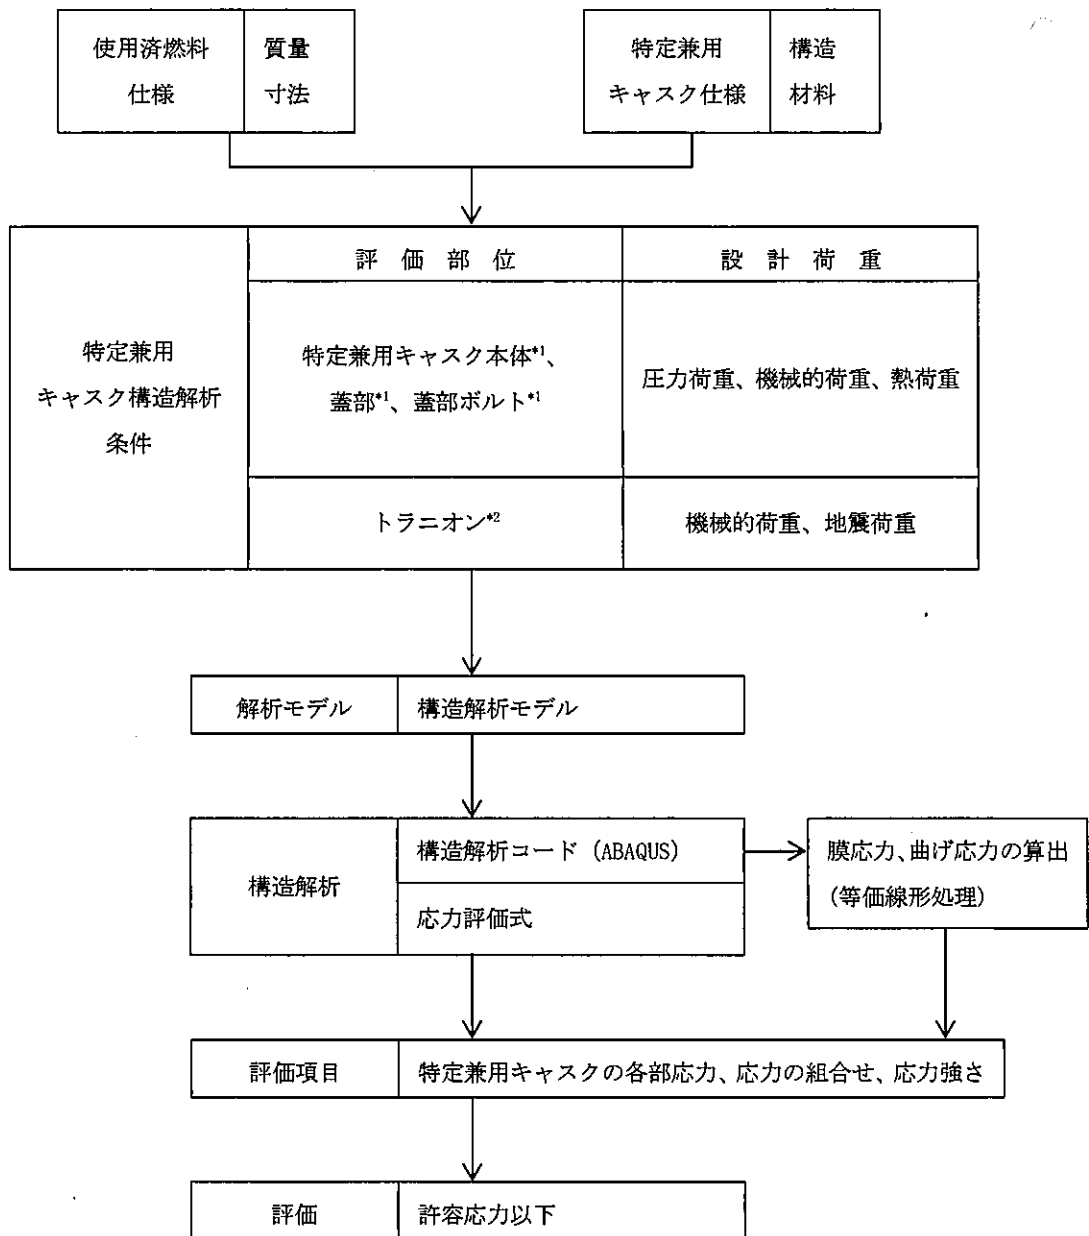 使用済燃料
仕様
質量
寸法
特定兼用
キャスク仕様
構造
材料
特定兼用
キャスク構造解析
条件
評価部位
設計荷重
特定兼用キャスク本体*1、
蓋部*1、蓋部ボルト*1
圧力荷重、機械的荷重、熱荷重
トラニオン*2
機械的荷重、地震荷重
解析モデル
構造解析モデル
構造解析
構造解析コード (ABAQUS)
応力評価式
膜応力、曲げ応力の算出
(等価線形処理)
評価項目
特定兼用キャスクの各部応力、応力の組合せ、応力強さ
評価
許容応力以下